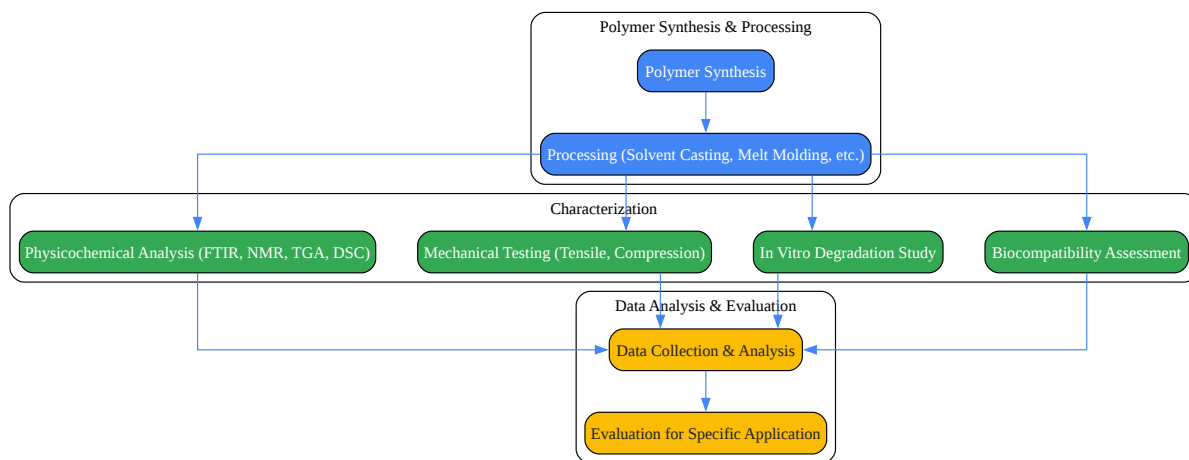 Polymer Synthesis & Processing
Polymer Synthesis
Processing (Solvent Casting, Melt Molding, etc.)
Characterization
Physicochemical Analysis (FTIR, NMR, TGA, DSC)
Mechanical Testing (Tensile, Compression)
In Vitro Degradation Study
Biocompatibility Assessment
Data Analysis & Evaluation
Data Collection & Analysis
Evaluation for Specific Application